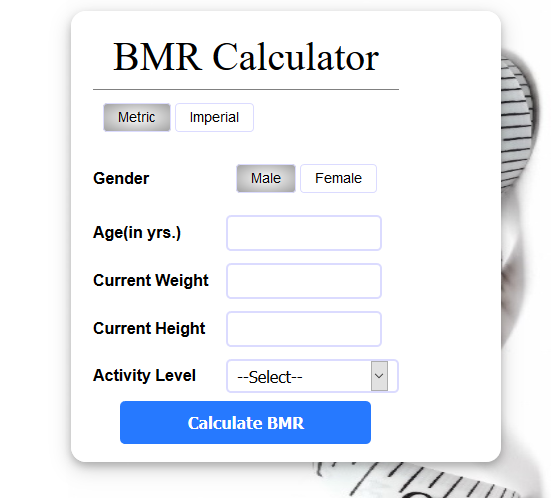 BMR Calculator
Metric Imperial
Gender Male Female
Age(in yrs.)
Current Weight
Current Height
Activity Level --Select--
Calculate BMR